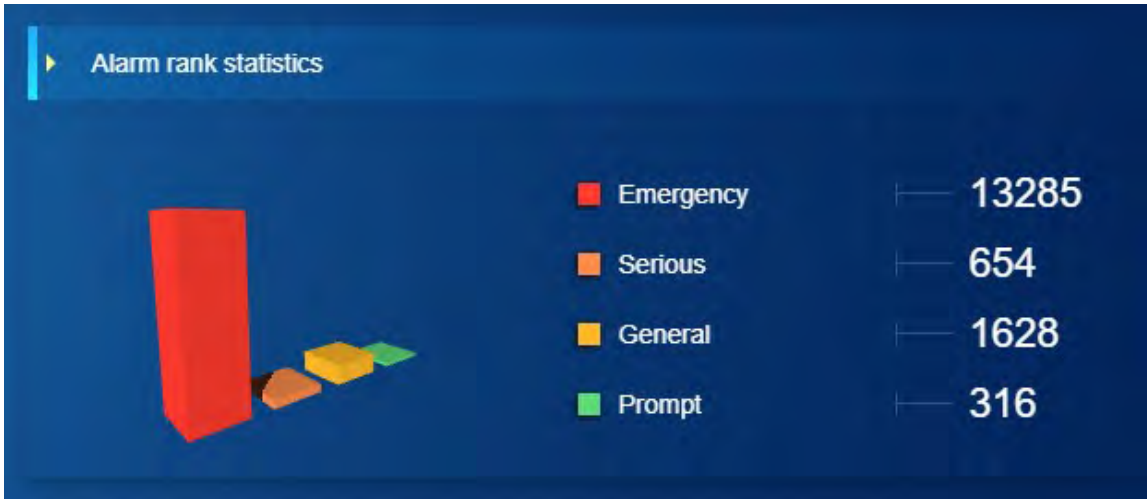 Alarm rank statistics
Emergency 13285
Serious 654
General 1628
Prompt 316